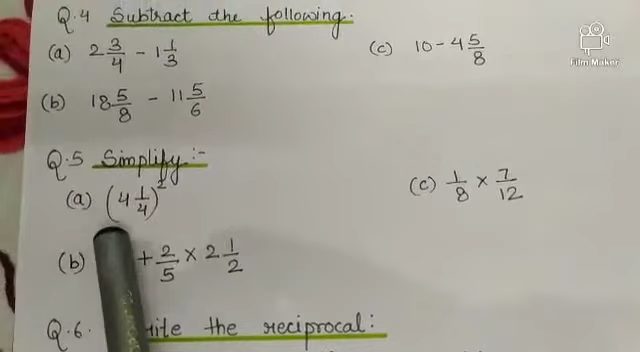 Q.4 Subtract the following.
(a) 2 3/4 - 1 1/3
(c) 10 - 4 5/8
(b) 18 5/8 - 11 5/6
Q.5 Simplify:-
(a) (4 1/4)²
(c) 1/8 × 7/12
(b) + 2/5 × 2 1/2
Q.6. the reciprocal:
Film Maker